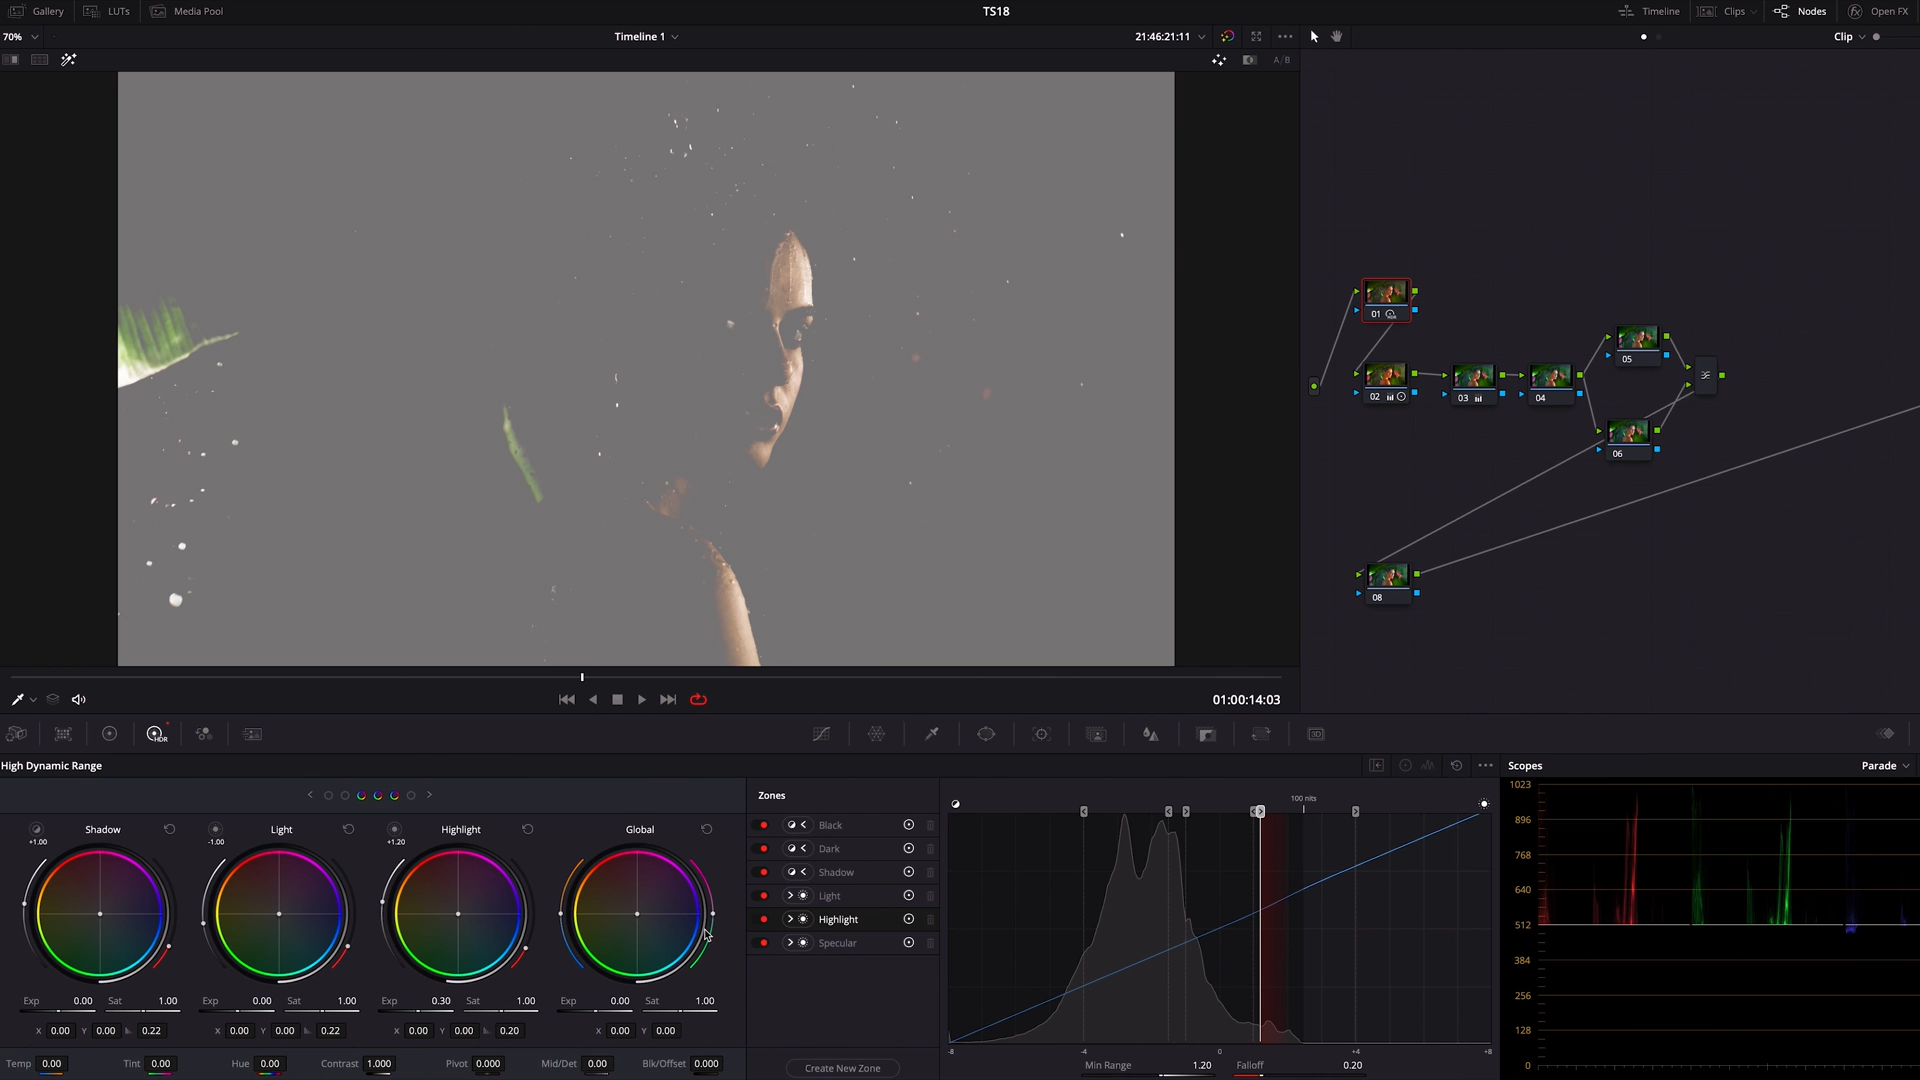 Gallery LUTs Media Pool TS18 Timeline Clips Nodes Open FX
70% Timeline 1 21:46:21:11 Clip
A/B
01
05
02 03 04
06
08
01:00:14:03
HDR 3D
High Dynamic Range Scopes Parade
Zones
Shadow Light Highlight Global
+1.00 -1.00 +1.20
Exp 0.00 Sat 1.00 Exp 0.00 Sat 1.00 Exp 0.30 Sat 1.00 Exp 0.00 Sat 1.00
X 0.00 Y 0.00 0.22 X 0.00 Y 0.00 0.22 X 0.00 Y 0.00 0.20 X 0.00 Y 0.00
Temp 0.00 Tint 0.00 Hue 0.00 Contrast 1.000 Pivot 0.000 Mid/Det 0.00 Blk/Offset 0.000
Black
Dark
Shadow
Light
Highlight
Specular
Create New Zone
100 nits
-8 -4 0 +4 +8
Min Range 1.20 Falloff 0.20
1023
896
768
640
512
384
256
128
0